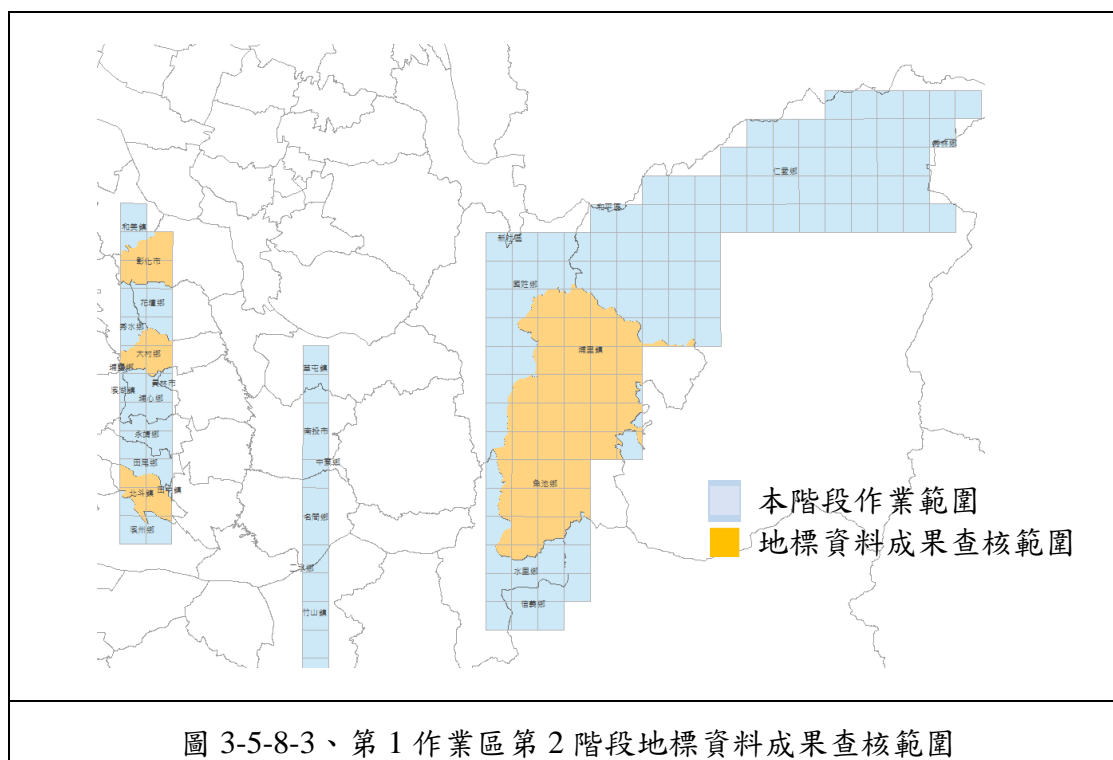 仁愛鄉
秀林鄉
和平區
新社區
和美鎮
彰化市
國姓鄉
花壇鄉
秀水鄉
大村鄉
埔里鎮
埔鹽鄉
草屯鎮
員林市
溪湖鎮
埔心鄉
南投市
永靖鄉
田尾鄉
中寮鄉
魚池鄉
北斗鎮
田中鎮
名間鄉
溪州鄉
二水鄉
水里鄉
信義鄉
竹山鎮
本階段作業範圍
地標資料成果查核範圍
圖 3-5-8-3、第 1 作業區第 2 階段地標資料成果查核範圍